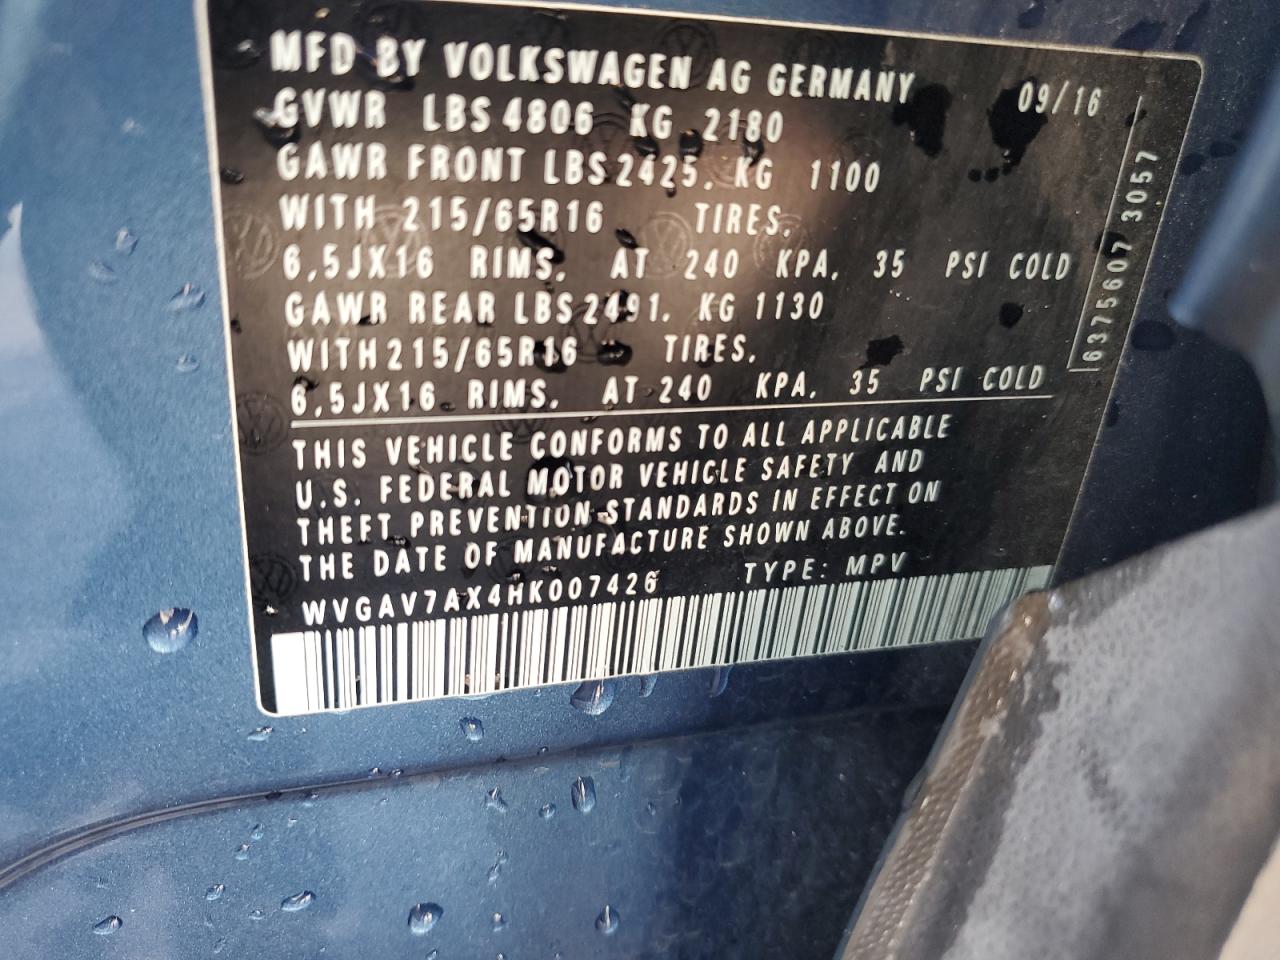 MFD BY VOLKSWAGEN AG GERMANY 09/16
GVWR LBS 4806 KG 2180
GAWR FRONT LBS 2425, KG 1100
WITH 215/65R16 TIRES,
6,5JX16 RIMS, AT 240 KPA, 35 PSI COLD
GAWR REAR LBS 2491, KG 1130
WITH 215/65R16 TIRES,
6,5JX16 RIMS, AT 240 KPA, 35 PSI COLD
THIS VEHICLE CONFORMS TO ALL APPLICABLE
U.S. FEDERAL MOTOR VEHICLE SAFETY AND
THEFT PREVENTION STANDARDS IN EFFECT ON
THE DATE OF MANUFACTURE SHOWN ABOVE.
WVGAV7AX4HK007426 TYPE: MPV
6375607 3057